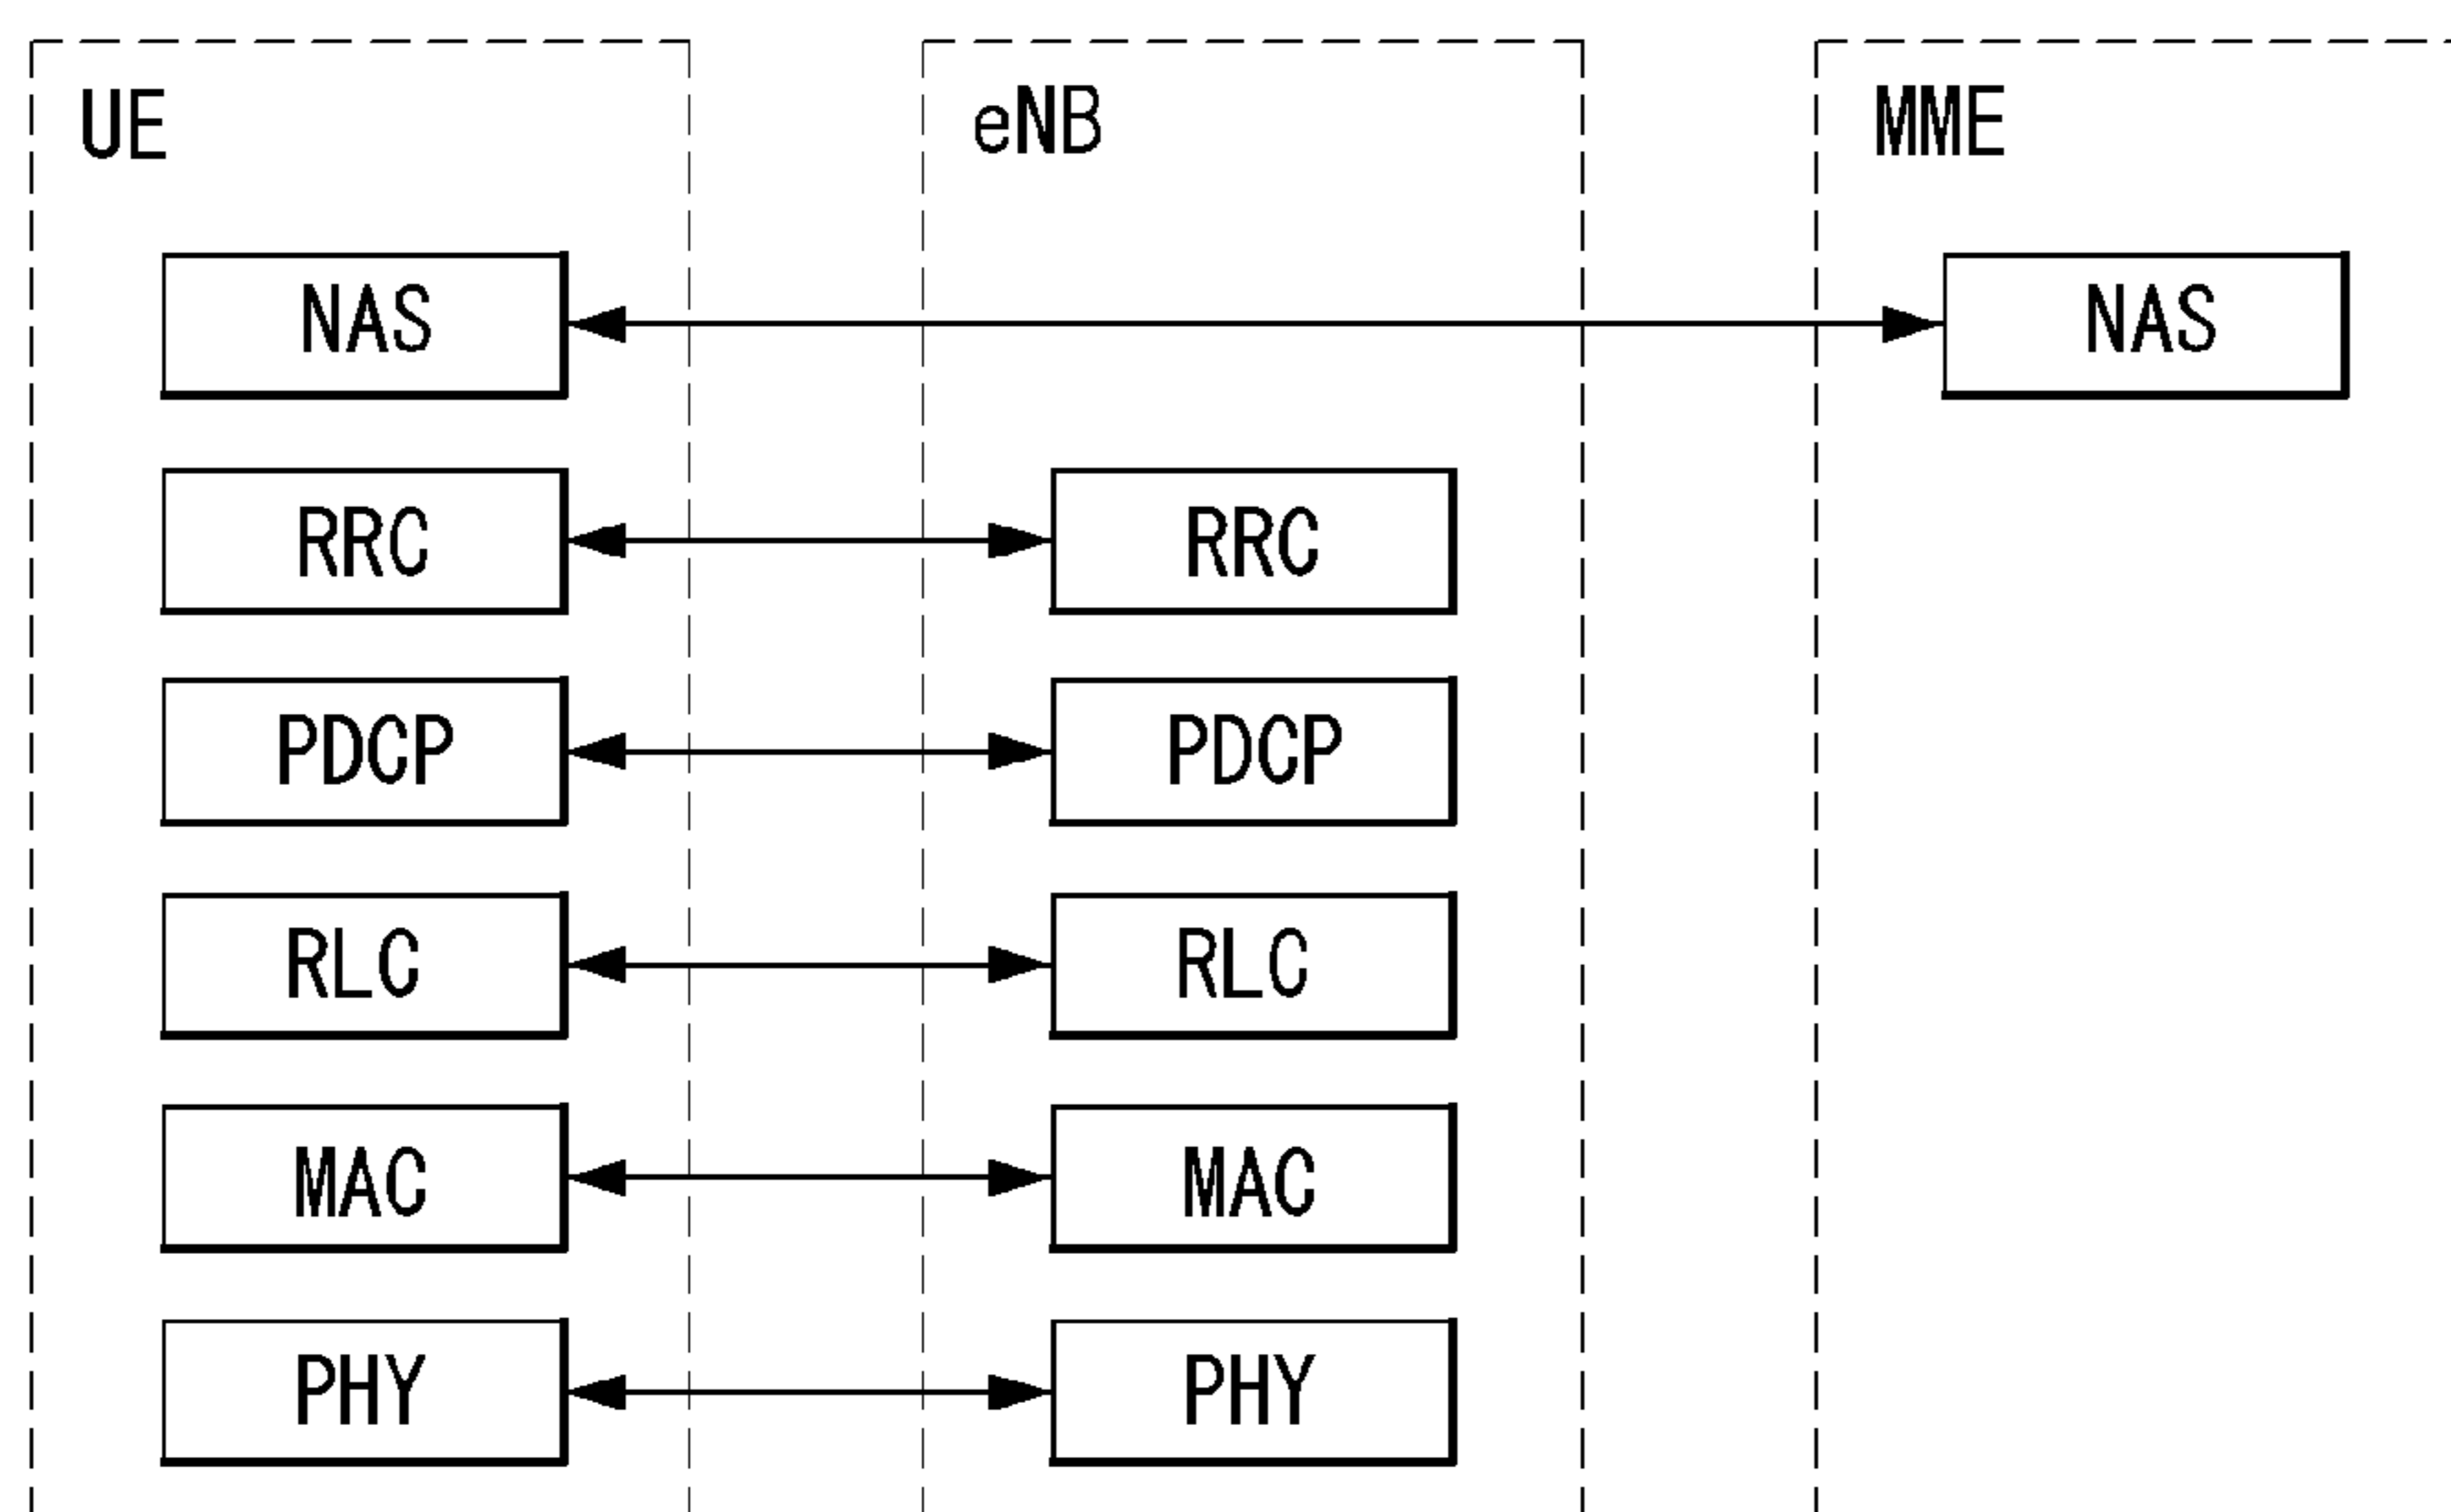 UE
eNB
MME
NAS
NAS
RRC
RRC
PDCP
PDCP
RLC
RLC
MAC
MAC
PHY
PHY